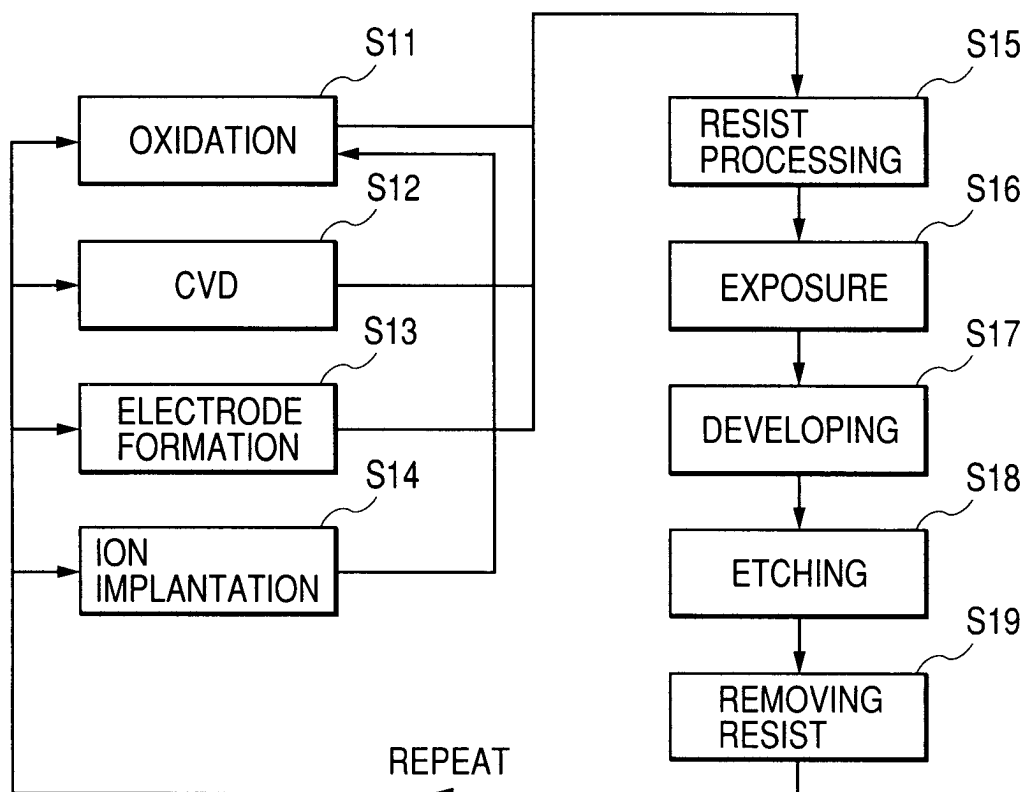 S11
OXIDATION
S12
CVD
S13
ELECTRODE
FORMATION
S14
ION
IMPLANTATION
S15
RESIST
PROCESSING
S16
EXPOSURE
S17
DEVELOPING
S18
ETCHING
S19
REMOVING
RESIST
REPEAT